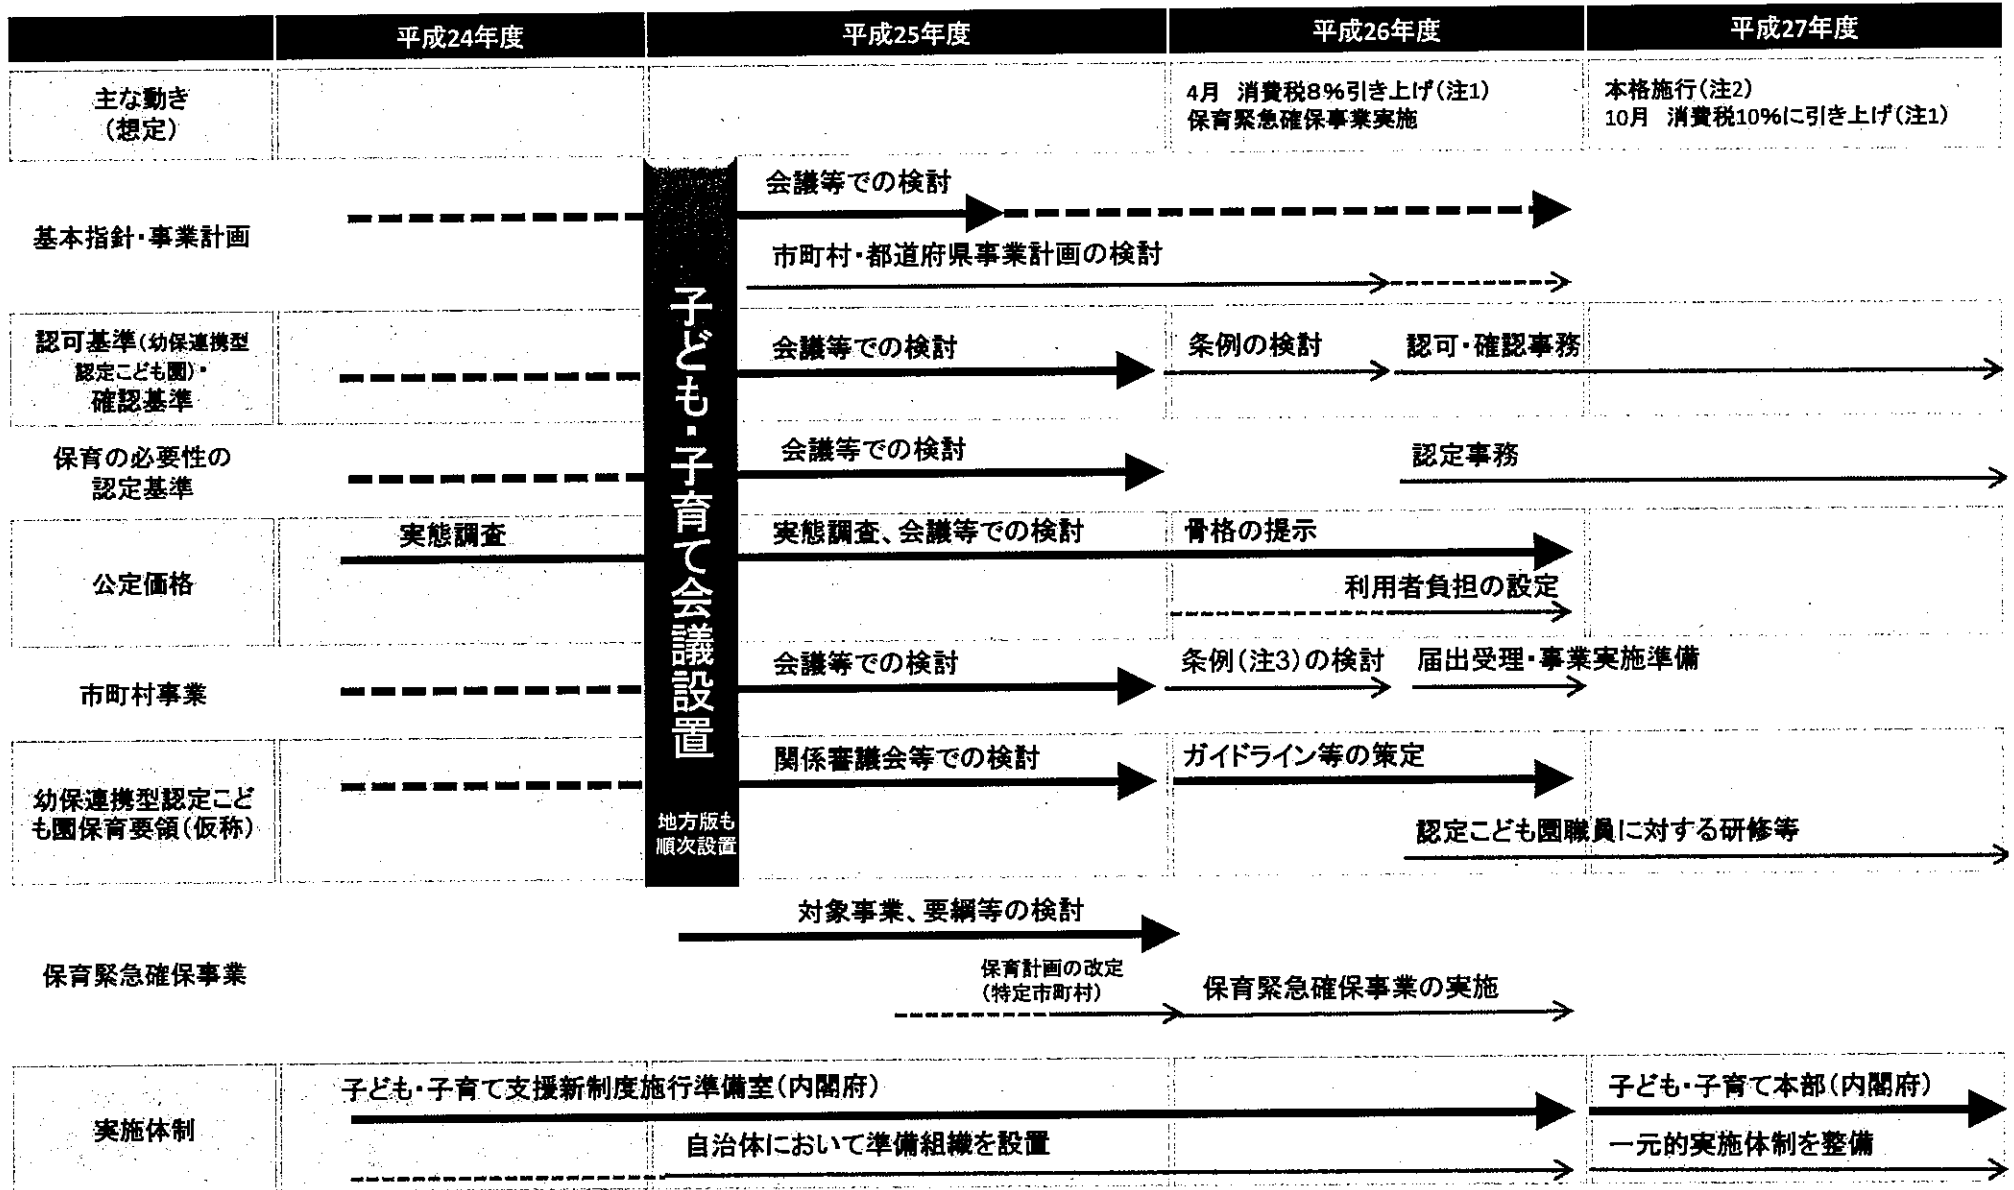 平成24年度
平成25年度
平成26年度
平成27年度
主な動き
(想定)
4月 消費税8%引き上げ(注1)
保育緊急確保事業実施
本格施行(注2)
10月 消費税10%に引き上げ(注1)
子ども・子育て会議設置
地方版も
順次設置
基本指針・事業計画
会議等での検討
市町村・都道府県事業計画の検討
認可基準(幼保連携型
認定こども園)・
確認基準
会議等での検討
条例の検討
認可・確認事務
保育の必要性の
認定基準
会議等での検討
認定事務
公定価格
実態調査
実態調査、会議等での検討
骨格の提示
利用者負担の設定
市町村事業
会議等での検討
条例(注3)の検討
届出受理・事業実施準備
幼保連携型認定こど
も園保育要領(仮称)
関係審議会等での検討
ガイドライン等の策定
認定こども園職員に対する研修等
保育緊急確保事業
対象事業、要綱等の検討
保育計画の改定
(特定市町村)
保育緊急確保事業の実施
実施体制
子ども・子育て支援新制度施行準備室(内閣府)
子ども・子育て本部(内閣府)
自治体において準備組織を設置
一元的実施体制を整備